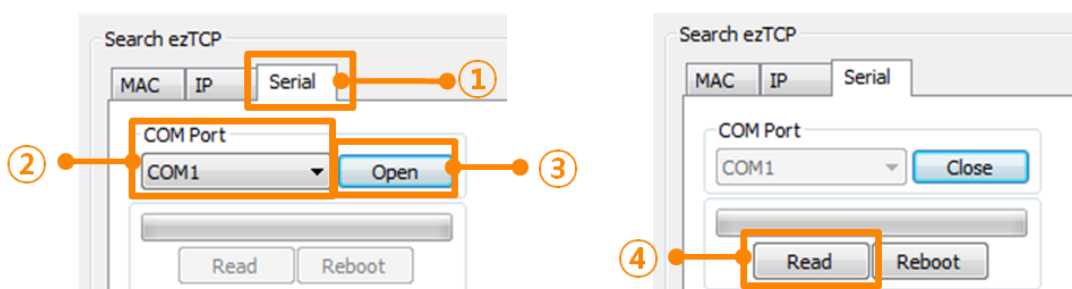 Search ezTCP
MAC IP Serial ①
COM Port
② COM1 Open ③
Read Reboot
Search ezTCP
MAC IP Serial
COM Port
COM1 Close
④ Read Reboot